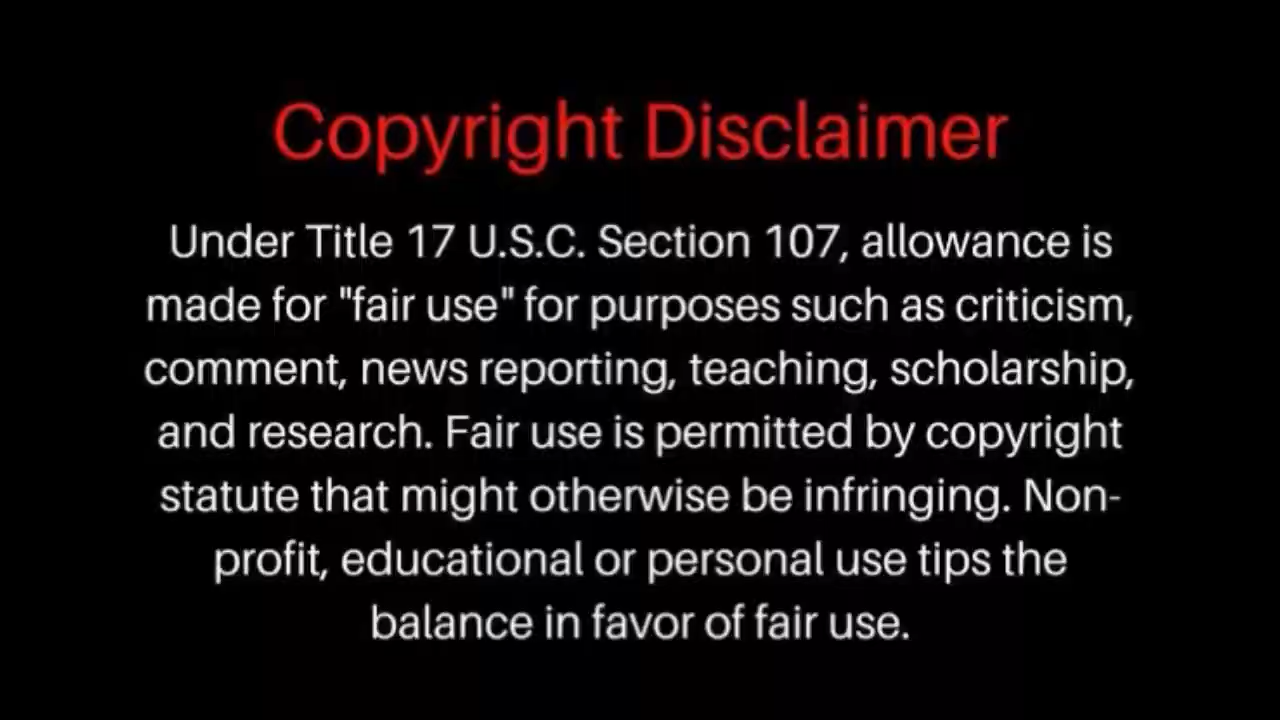 Copyright Disclaimer
Under Title 17 U.S.C. Section 107, allowance is
made for "fair use" for purposes such as criticism,
comment, news reporting, teaching, scholarship,
and research. Fair use is permitted by copyright
statute that might otherwise be infringing. Non-
profit, educational or personal use tips the
balance in favor of fair use.